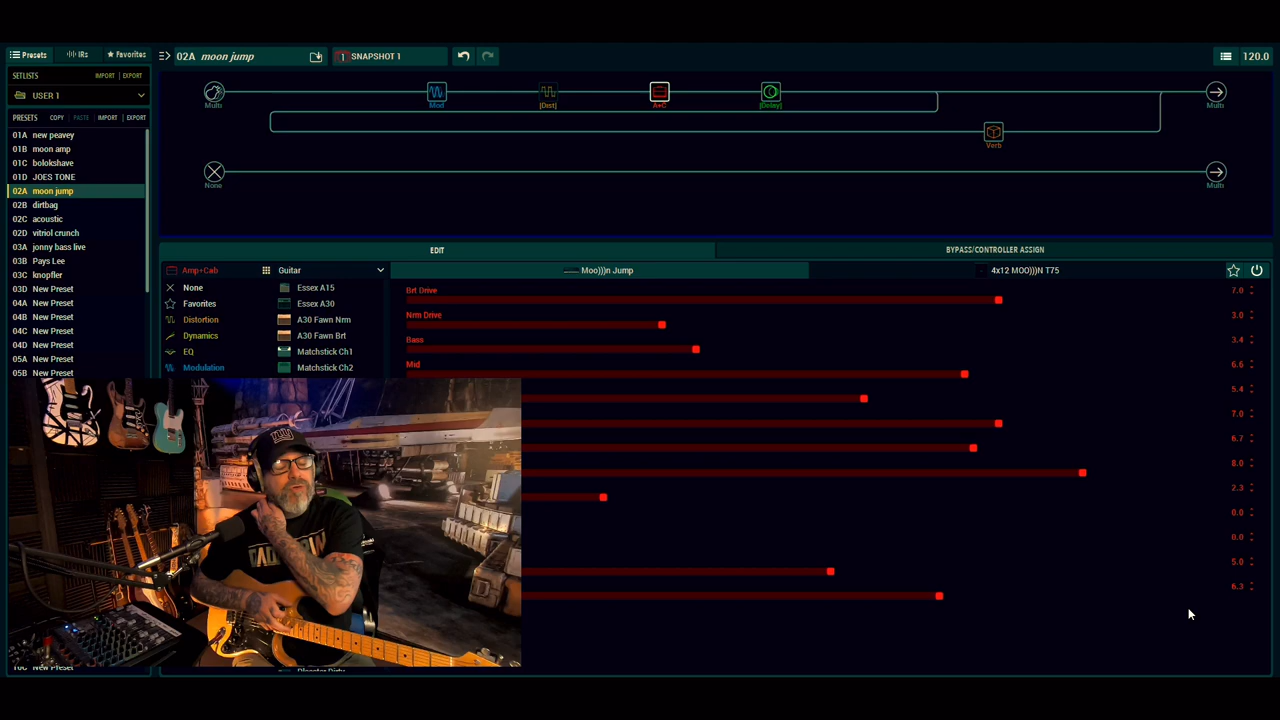 Presets IRs Favorites
02A moon jump
1 SNAPSHOT 1
120.0
SETLISTS IMPORT EXPORT
USER 1
PRESETS COPY PASTE IMPORT EXPORT
01A new peavey
01B moon amp
01C bolokshave
01D JOES TONE
02A moon jump
02B dirtbag
02C acoustic
02D vitriol crunch
03A jonny bass live
03B Pays Lee
03C knopfler
03D New Preset
04A New Preset
04B New Preset
04C New Preset
04D New Preset
05A New Preset
05B New Preset
10C New Preset
Multi Mod [Dist] A+C [Delay] Multi
Verb
None Multi
EDIT BYPASS/CONTROLLER ASSIGN
Amp+Cab Guitar Moo)))n Jump 4x12 MOO)))N T75
None
Favorites
Distortion
Dynamics
EQ
Modulation
Essex A15
Essex A30
A30 Fawn Nrm
A30 Fawn Brt
Matchstick Ch1
Matchstick Ch2
Brt Drive 7.0
Nrm Drive 3.0
Bass 3.4
Mid 6.6
5.4
7.0
6.7
8.0
2.3
0.0
0.0
5.0
6.3